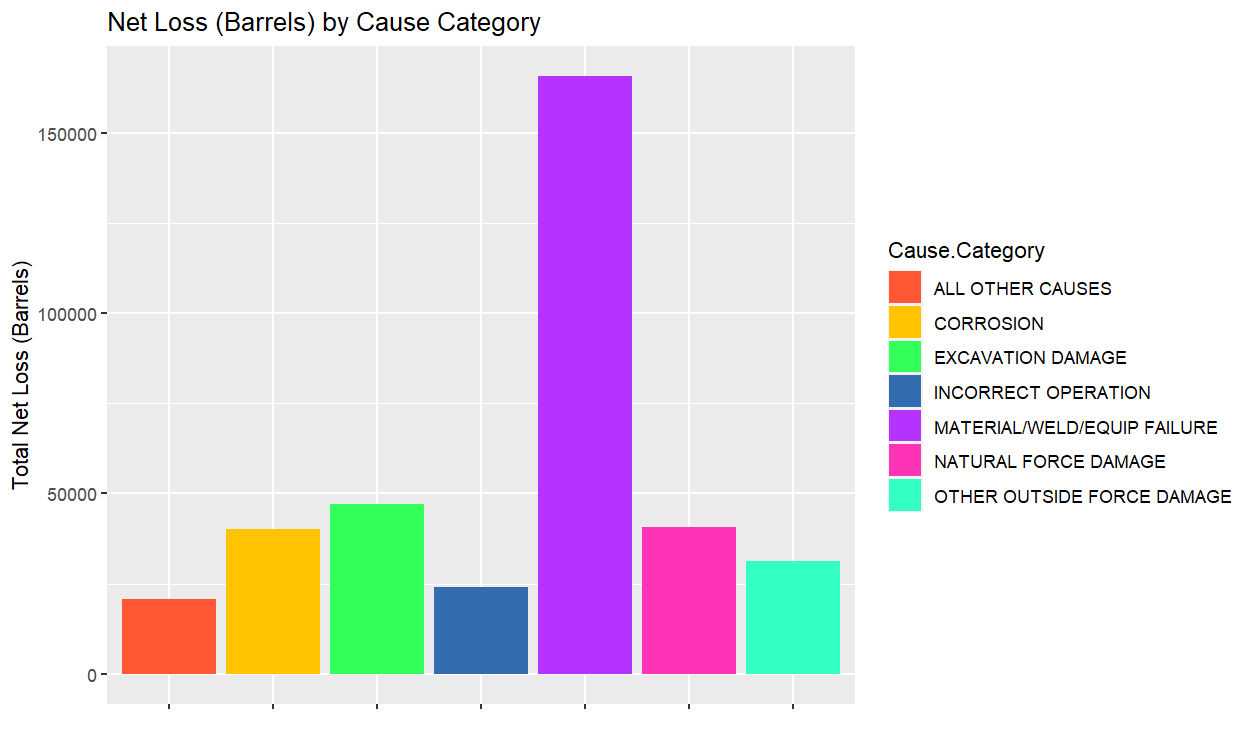 Net Loss (Barrels) by Cause Category
Total Net Loss (Barrels)
150000
100000
50000
0
Cause.Category
ALL OTHER CAUSES
CORROSION
EXCAVATION DAMAGE
INCORRECT OPERATION
MATERIAL/WELD/EQUIP FAILURE
NATURAL FORCE DAMAGE
OTHER OUTSIDE FORCE DAMAGE